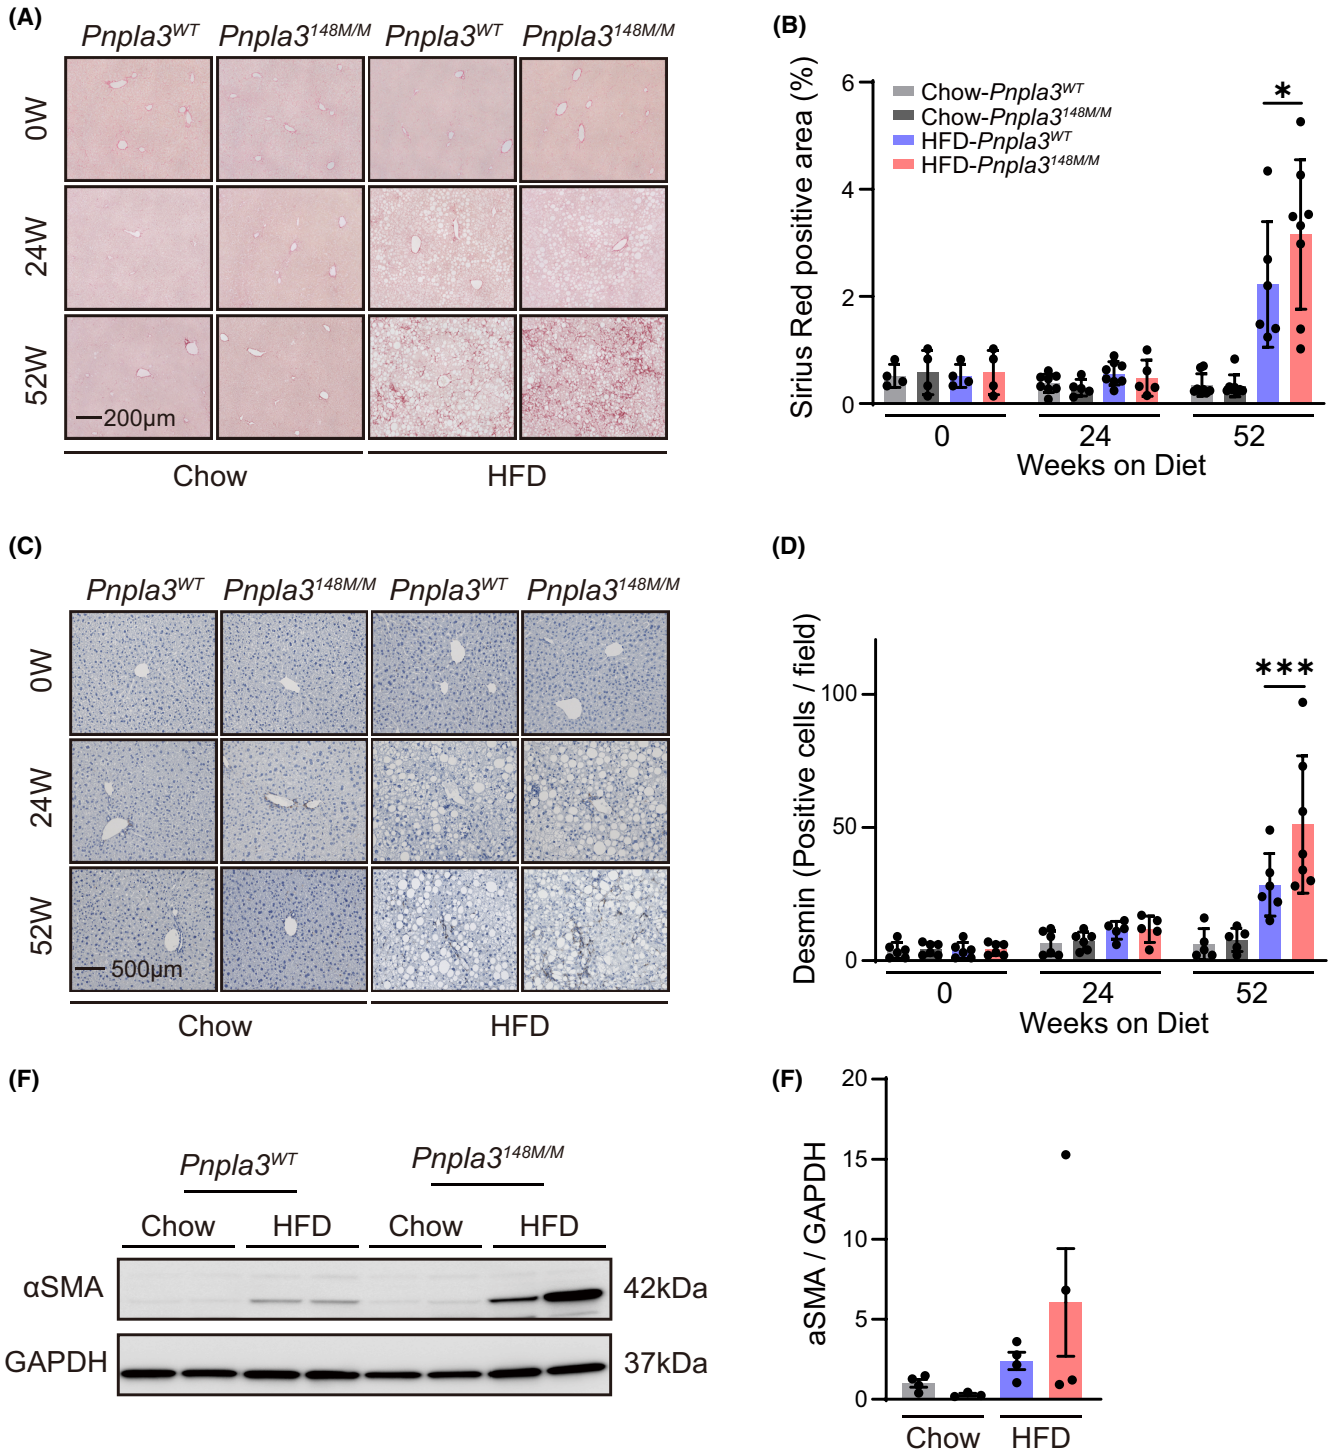 (A)
Pnpla3WT Pnpla3148M/M Pnpla3WT Pnpla3148M/M
0W
24W
52W
200μm
Chow HFD
(B)
Sirius Red positive area (%)
6
4
2
0
Chow-Pnpla3WT
Chow-Pnpla3148M/M
HFD-Pnpla3WT
HFD-Pnpla3148M/M
*
0 24 52
Weeks on Diet
(C)
Pnpla3WT Pnpla3148M/M Pnpla3WT Pnpla3148M/M
0W
24W
52W
500μm
Chow HFD
(D)
Desmin (Positive cells / field)
100
50
0
***
0 24 52
Weeks on Diet
(F)
Pnpla3WT Pnpla3148M/M
Chow HFD Chow HFD
αSMA 42kDa
GAPDH 37kDa
(F)
aSMA / GAPDH
20
15
10
5
0
Chow HFD